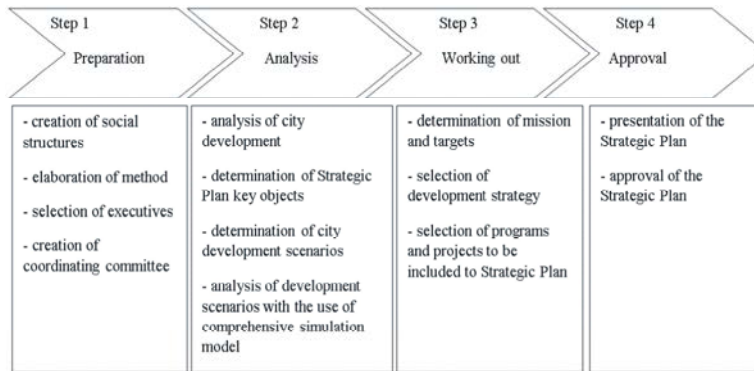 Step 1
Preparation
Step 2
Analysis
Step 3
Working out
Step 4
Approval
- creation of social
structures
- elaboration of method
- selection of executives
- creation of
coordinating committee
- analysis of city
development
- determination of Strategic
Plan key objects
- determination of city
development scenarios
- analysis of development
scenarios with the use of
comprehensive simulation
model
- determination of mission
and targets
- selection of
development strategy
- selection of programs
and projects to be
included to Strategic Plan
- presentation of the
Strategic Plan
- approval of the
Strategic Plan